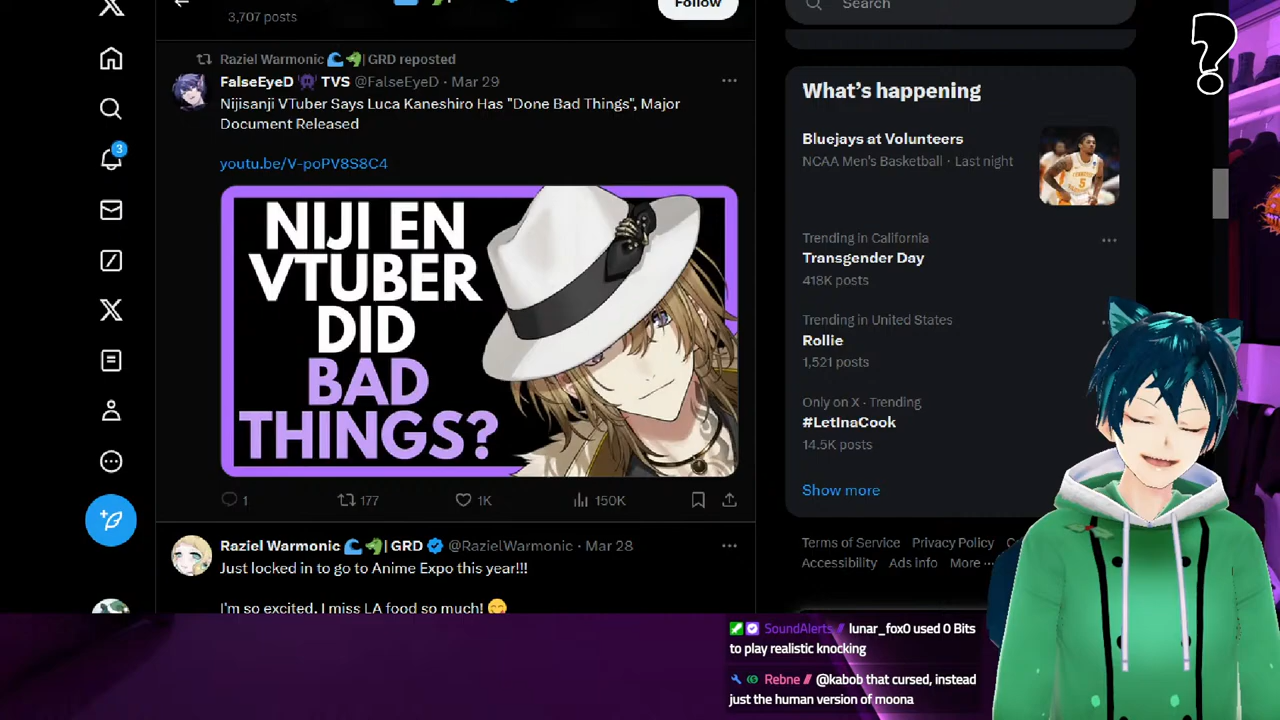 3,707 posts
Follow
Search
Raziel Warmonic 🌊🐲| GRD reposted
FalseEyeD 👾 TVS @FalseEyeD · Mar 29
Nijisanji VTuber Says Luca Kaneshiro Has "Done Bad Things", Major
Document Released
youtu.be/V-poPV8S8C4
NIJI EN
VTUBER
DID
BAD
THINGS?
1
177
1K
150K
Raziel Warmonic 🌊🐲| GRD @RazielWarmonic · Mar 28
Just locked in to go to Anime Expo this year!!!
I'm so excited. I miss LA food so much! 😋
3
What's happening
Bluejays at Volunteers
NCAA Men's Basketball · Last night
5
Trending in California
Transgender Day
418K posts
Trending in United States
Rollie
1,521 posts
Only on X · Trending
#LetInaCook
14.5K posts
Show more
Terms of Service Privacy Policy
Accessibility Ads info More ···
SoundAlerts // lunar_fox0 used 0 Bits
to play realistic knocking
Rebne // @kabob that cursed, instead
just the human version of moona
?